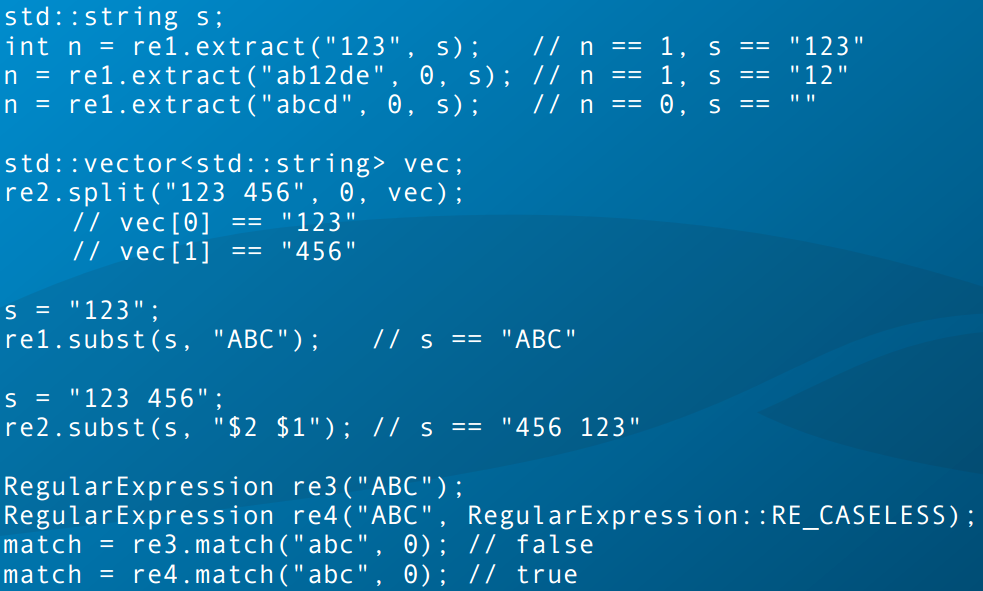 std::string s;
int n = re1.extract("123", s);   // n == 1, s == "123"
n = re1.extract("ab12de", 0, s); // n == 1, s == "12"
n = re1.extract("abcd", 0, s);   // n == 0, s == ""

std::vector<std::string> vec;
re2.split("123 456", 0, vec);
    // vec[0] == "123"
    // vec[1] == "456"

s = "123";
re1.subst(s, "ABC");   // s == "ABC"

s = "123 456";
re2.subst(s, "$2 $1"); // s == "456 123"

RegularExpression re3("ABC");
RegularExpression re4("ABC", RegularExpression::RE_CASELESS);
match = re3.match("abc", 0); // false
match = re4.match("abc", 0); // true